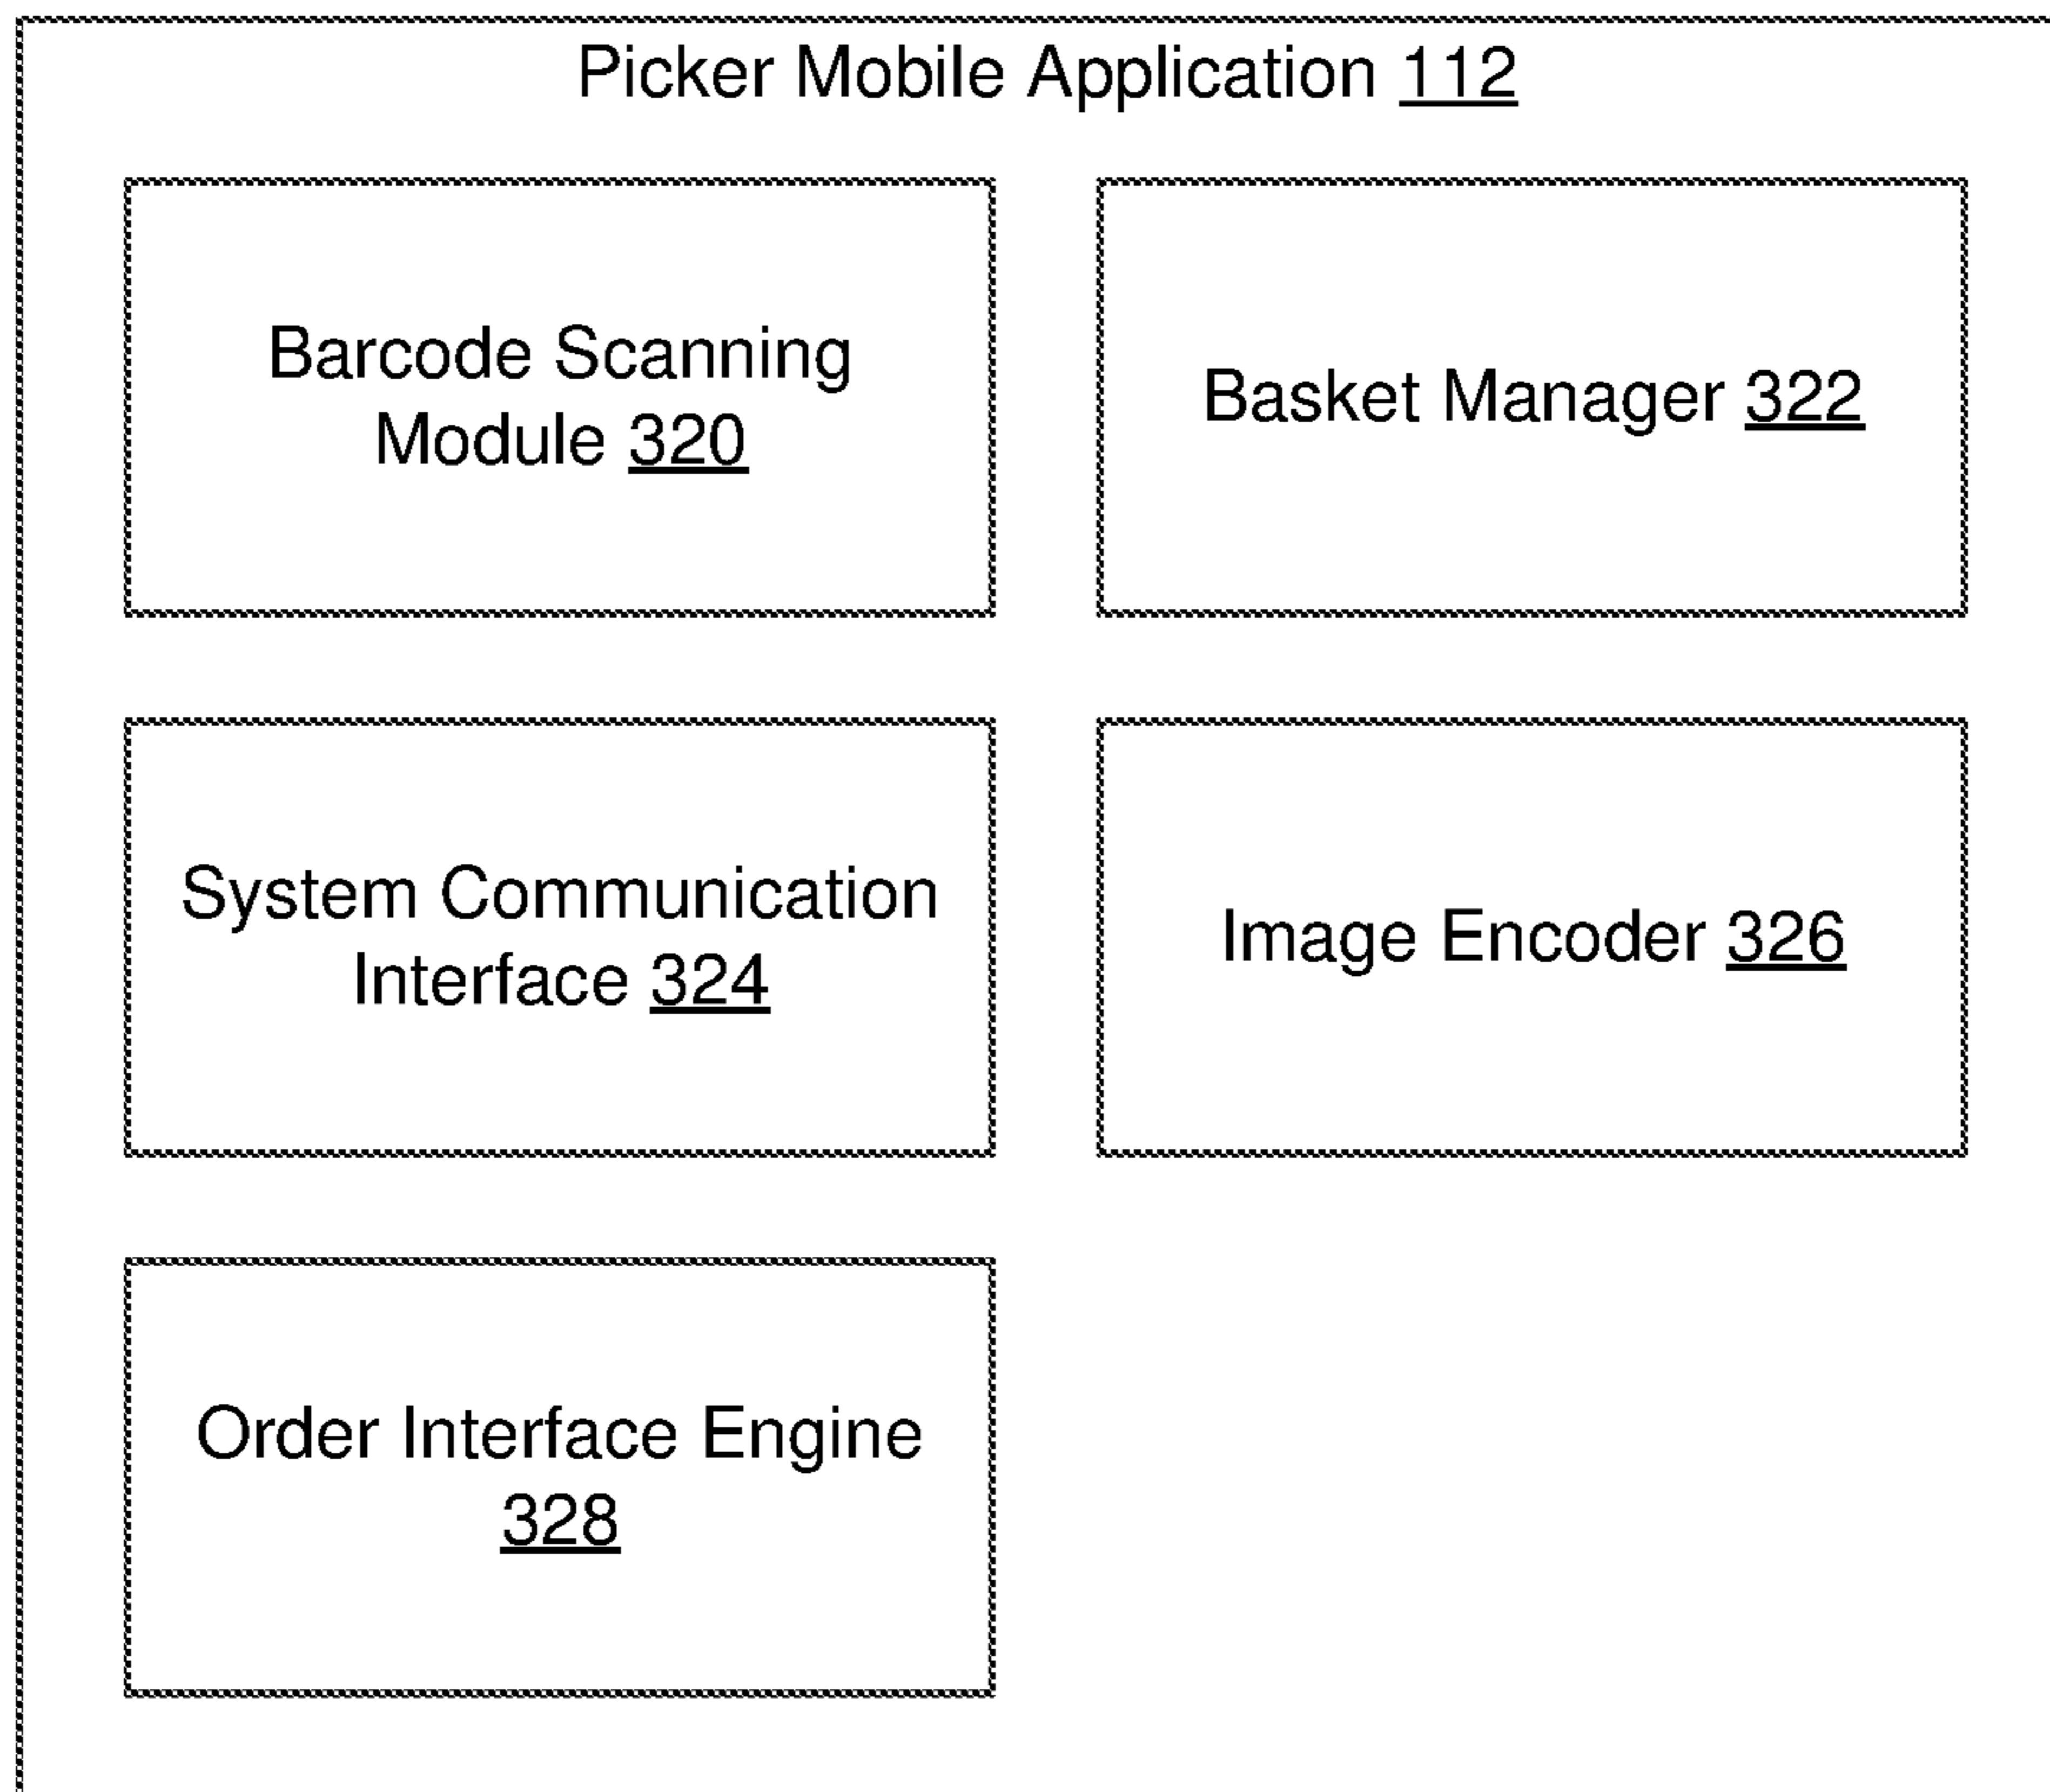 Picker Mobile Application 112
Barcode Scanning
Module 320
Basket Manager 322
System Communication
Interface 324
Image Encoder 326
Order Interface Engine
328